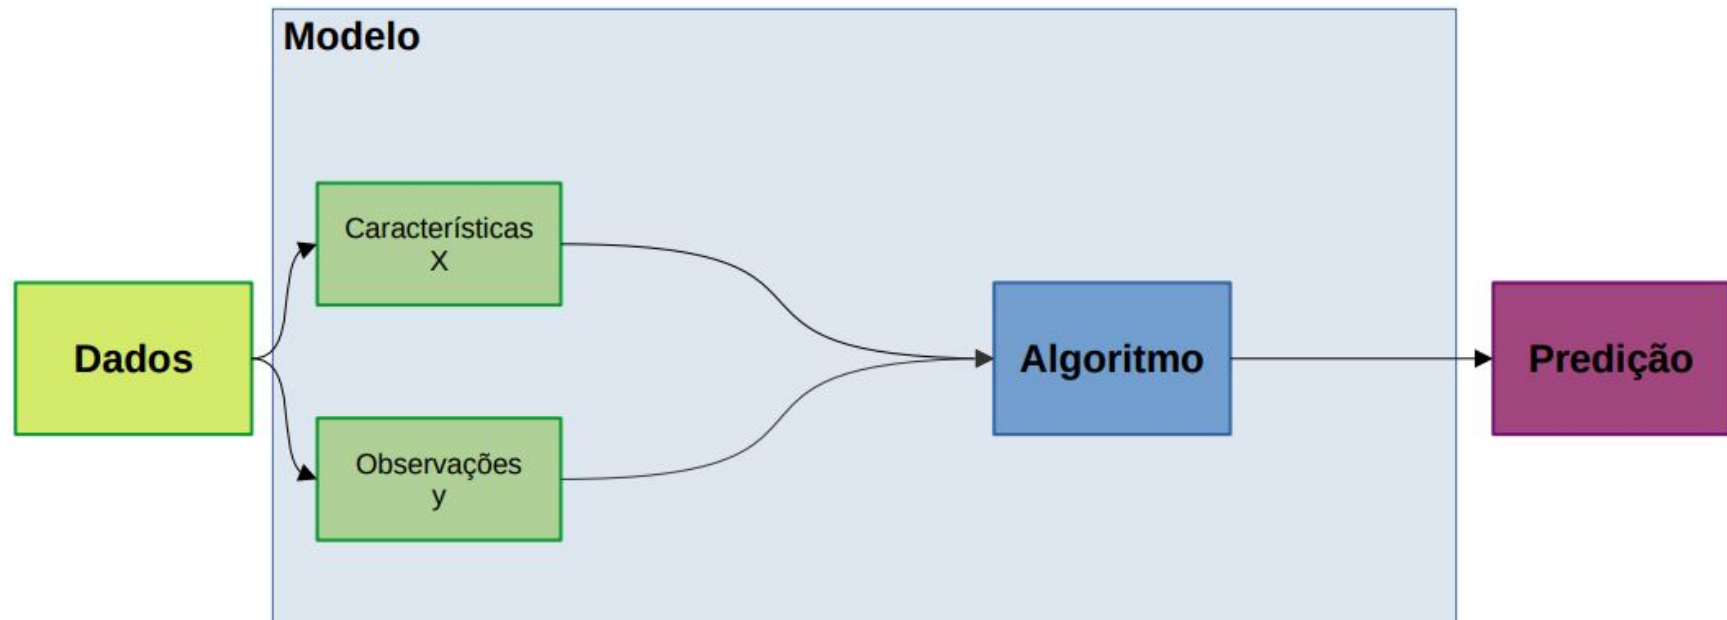 Modelo
Dados
Características
X
Observações
y
Algoritmo
Predição